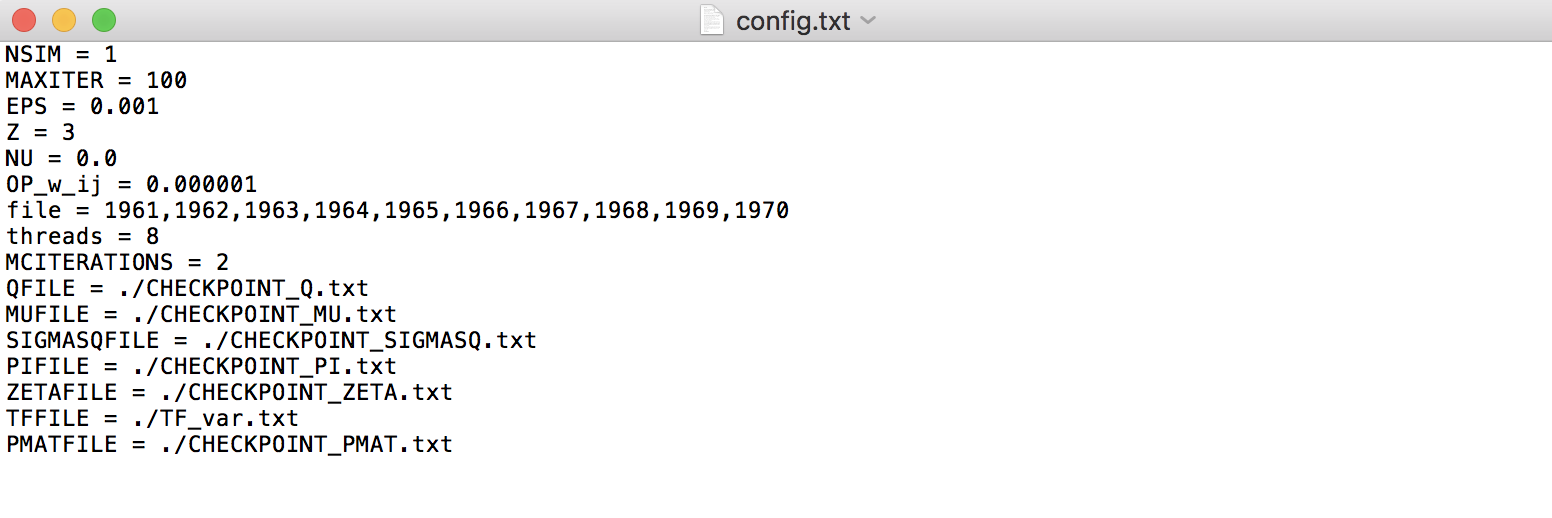 config.txt
NSIM = 1
MAXITER = 100
EPS = 0.001
Z = 3
NU = 0.0
OP_w_ij = 0.000001
file = 1961,1962,1963,1964,1965,1966,1967,1968,1969,1970
threads = 8
MCITERATIONS = 2
QFILE = ./CHECKPOINT_Q.txt
MUFILE = ./CHECKPOINT_MU.txt
SIGMASQFILE = ./CHECKPOINT_SIGMASQ.txt
PIFILE = ./CHECKPOINT_PI.txt
ZETAFILE = ./CHECKPOINT_ZETA.txt
TFFILE = ./TF_var.txt
PMATFILE = ./CHECKPOINT_PMAT.txt